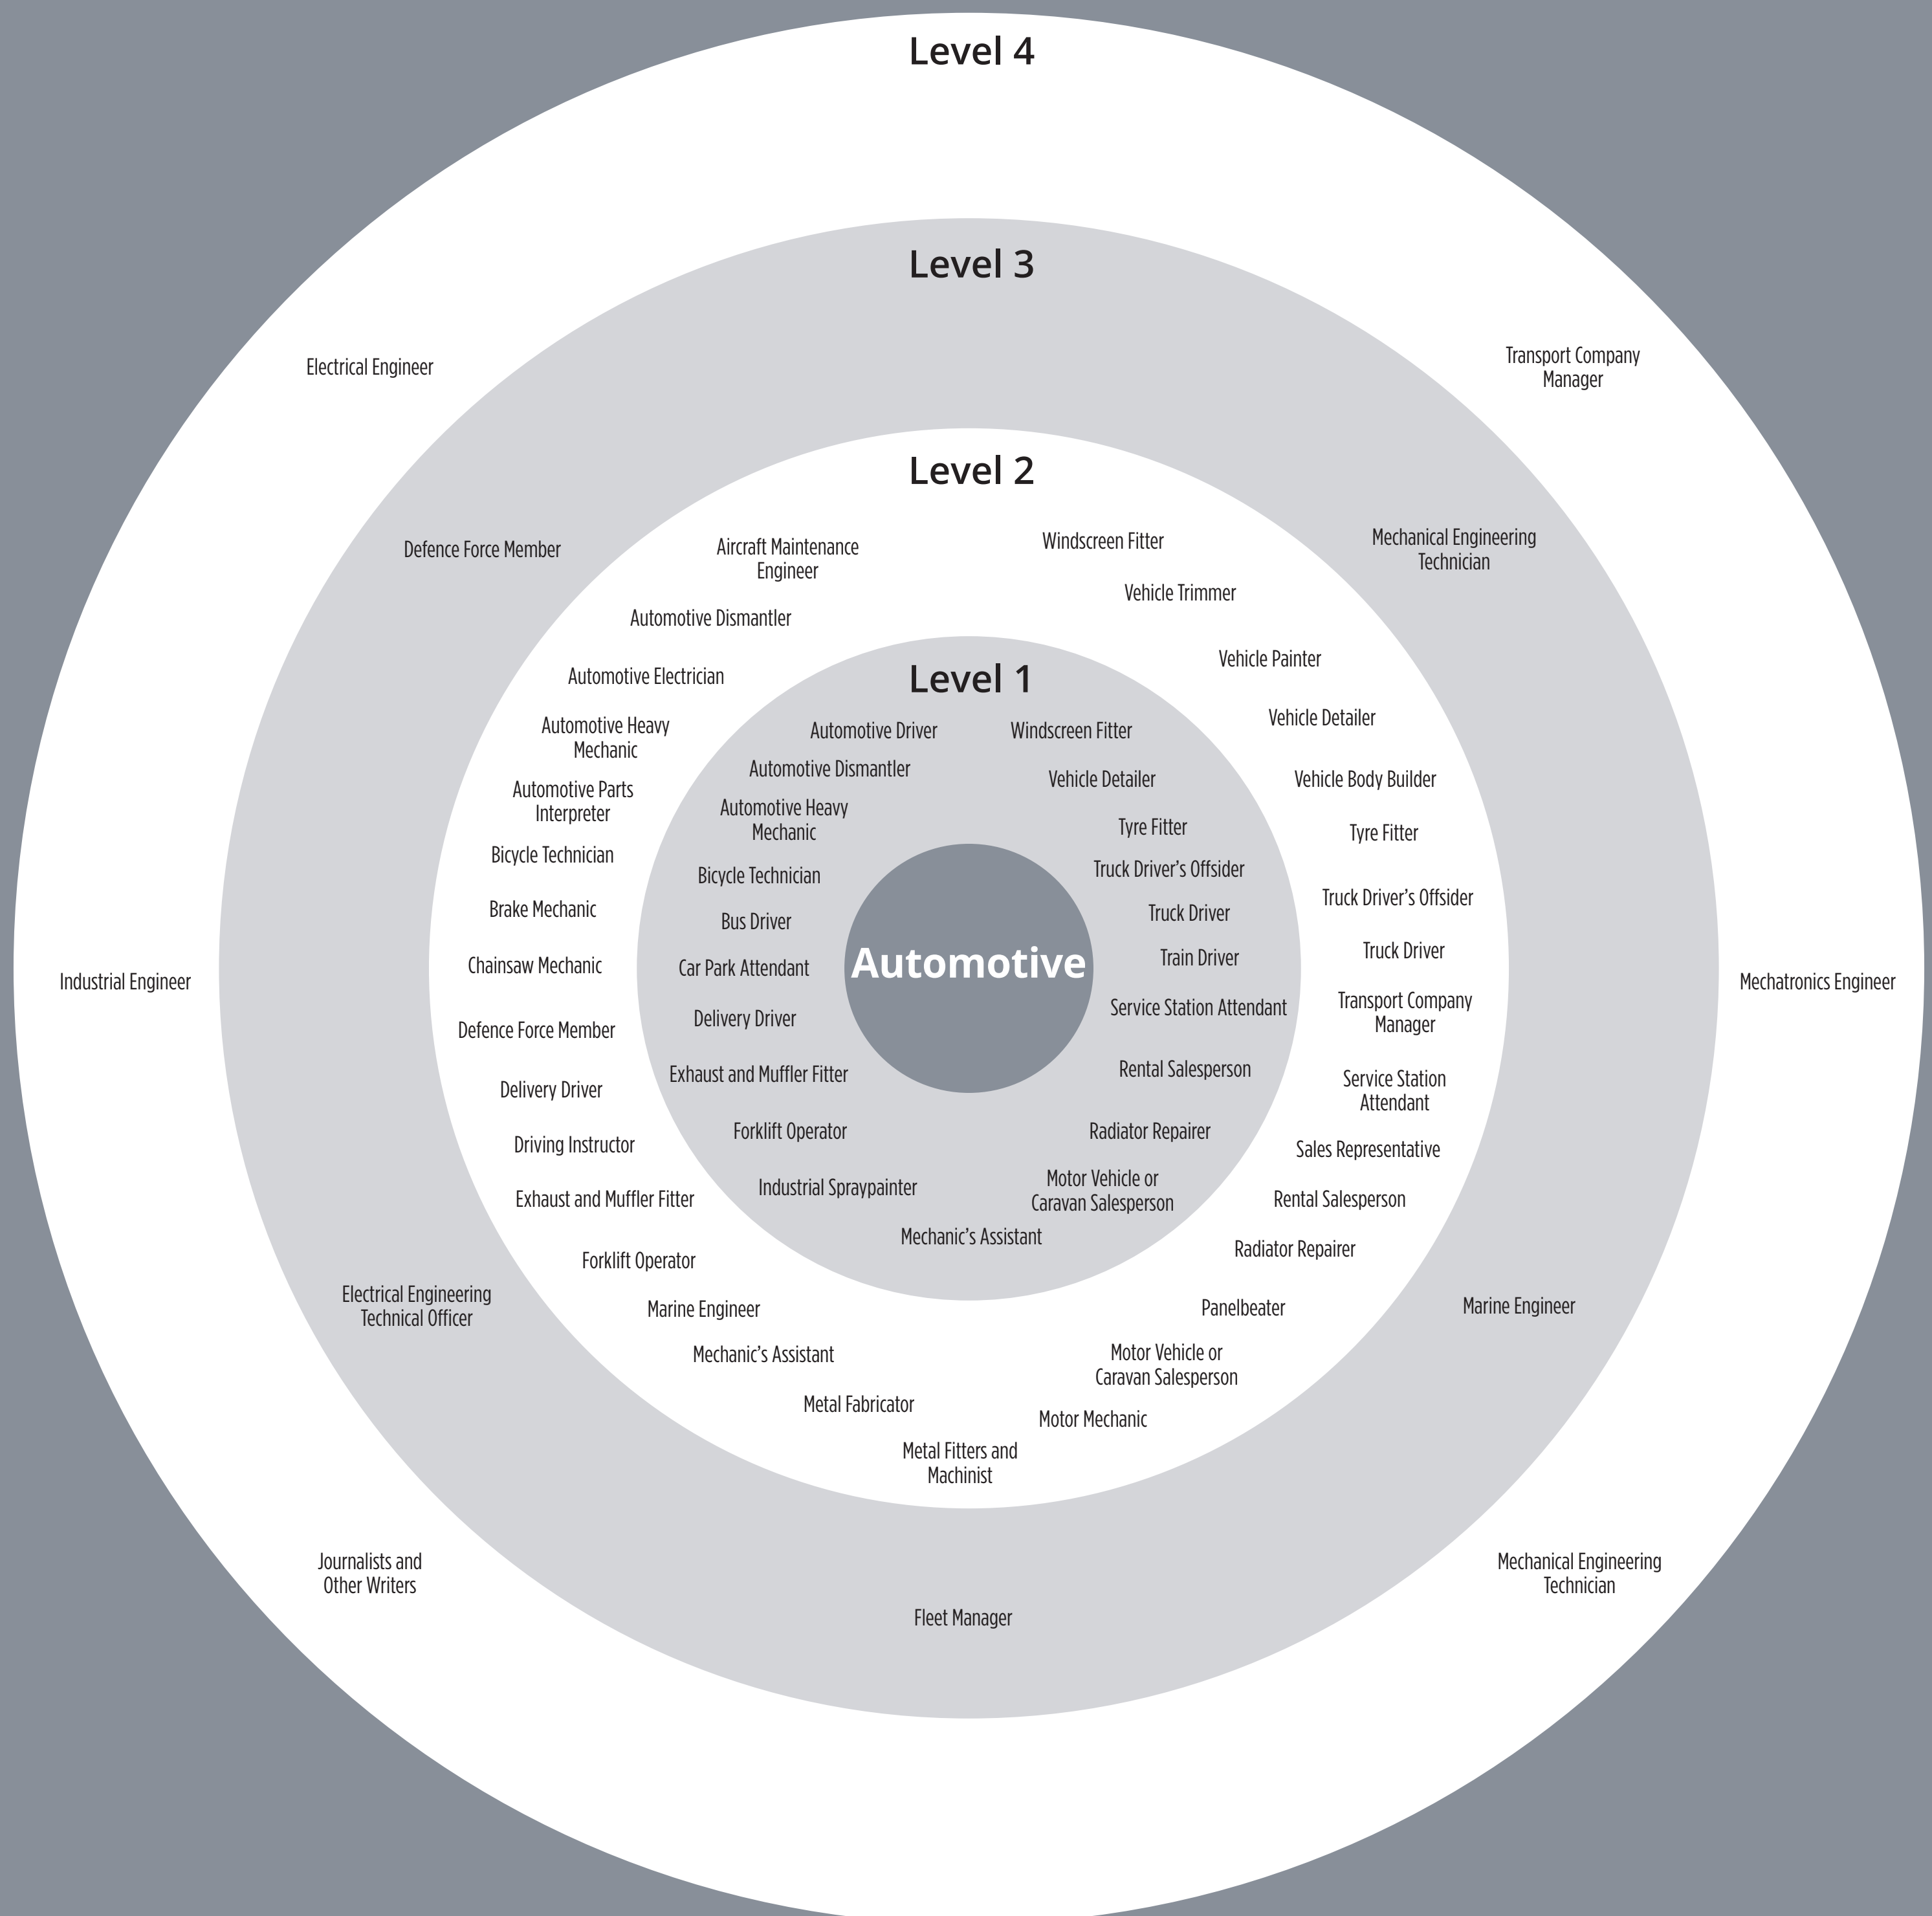 Level 4
Electrical Engineer
Transport Company
Manager
Industrial Engineer
Mechatronics Engineer
Journalists and
Other Writers
Mechanical Engineering
Technician
Level 3
Defence Force Member
Mechanical Engineering
Technician
Electrical Engineering
Technical Officer
Marine Engineer
Fleet Manager
Level 2
Aircraft Maintenance
Engineer
Automotive Dismantler
Automotive Electrician
Automotive Heavy
Mechanic
Automotive Parts
Interpreter
Bicycle Technician
Brake Mechanic
Chainsaw Mechanic
Defence Force Member
Delivery Driver
Driving Instructor
Exhaust and Muffler Fitter
Forklift Operator
Marine Engineer
Mechanic’s Assistant
Metal Fabricator
Metal Fitters and
Machinist
Windscreen Fitter
Vehicle Trimmer
Vehicle Painter
Vehicle Detailer
Vehicle Body Builder
Tyre Fitter
Truck Driver’s Offsider
Truck Driver
Transport Company
Manager
Service Station
Attendant
Sales Representative
Rental Salesperson
Radiator Repairer
Panelbeater
Motor Vehicle or
Caravan Salesperson
Motor Mechanic
Level 1
Automotive Driver
Automotive Dismantler
Automotive Heavy
Mechanic
Bicycle Technician
Bus Driver
Car Park Attendant
Delivery Driver
Exhaust and Muffler Fitter
Forklift Operator
Industrial Spraypainter
Mechanic’s Assistant
Windscreen Fitter
Vehicle Detailer
Tyre Fitter
Truck Driver’s Offsider
Truck Driver
Train Driver
Service Station Attendant
Rental Salesperson
Radiator Repairer
Motor Vehicle or
Caravan Salesperson
Automotive